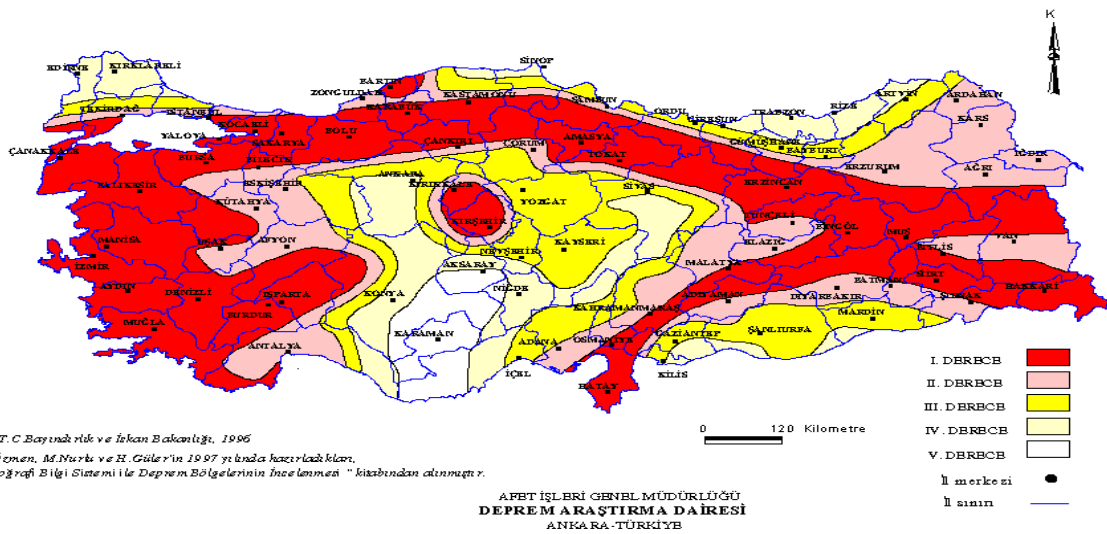 K
SİNOP
BARTIN
EDİRNE
KIRKLARELİ
ZONGULDAK
KASTAMONU
KARABÜK
SAMSUN
ARTVİN
ARDAHAN
TEKİRDAĞ
İSTANBUL
ORDU
GİRESUN
TRABZON
RİZE
KOCAELİ
KARS
YALOVA
SAKARYA
BOLU
AMASYA
GÜMÜŞHANE
BAYBURT
ÇANAKKALE
BURSA
BİLECİK
ÇANKIRI
ÇORUM
TOKAT
ERZURUM
AĞRI
IĞDIR
BALIKESİR
ESKİŞEHİR
ANKARA
KIRIKKALE
YOZGAT
SİVAS
ERZİNCAN
KÜTAHYA
KIRŞEHİR
TUNCELİ
BİNGÖL
MUŞ
MANİSA
UŞAK
AFYON
NEVŞEHİR
KAYSERİ
ELAZIĞ
BİTLİS
VAN
İZMİR
AKSARAY
MALATYA
AYDIN
DENİZLİ
ISPARTA
KONYA
NİĞDE
ADIYAMAN
DİYARBAKIR
BATMAN
SİİRT
ŞIRNAK
HAKKARİ
BURDUR
KAHRAMANMARAŞ
MARDİN
MUĞLA
KARAMAN
ŞANLIURFA
ANTALYA
ADANA
OSMANİYE
GAZİANTEP
İÇEL
KİLİS
HATAY
I. DERECE
II. DERECE
III. DERECE
IV. DERECE
V. DERECE
İl merkezi
İl sınırı
0 120 Kilometre
T.C.Bayındırlık ve İskan Bakanlığı, 1996
zmen, M.Nurlu ve H.Güler'in 1997 yılında hazırladıkları,
oğrafi Bilgi Sistemi ile Deprem Bölgelerinin İncelenmesi " kitabından alınmıştır.
AFET İŞLERİ GENEL MÜDÜRLÜĞÜ
DEPREM ARAŞTIRMA DAİRESİ
ANKARA-TÜRKİYE